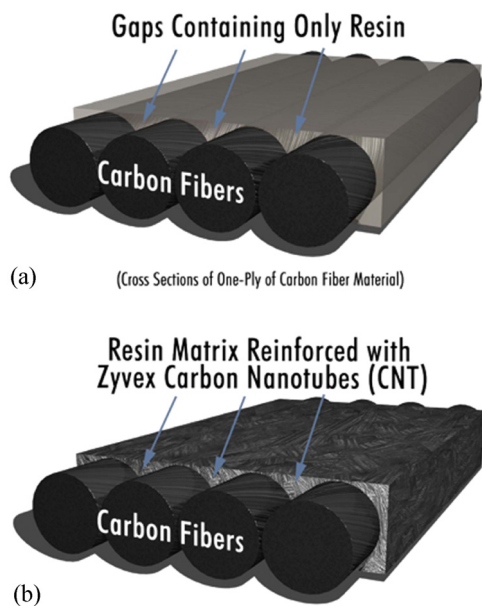 Gaps Containing Only Resin
Carbon Fibers
(a)
(Cross Sections of One-Ply of Carbon Fiber Material)
Resin Matrix Reinforced with
Zyvex Carbon Nanotubes (CNT)
Carbon Fibers
(b)